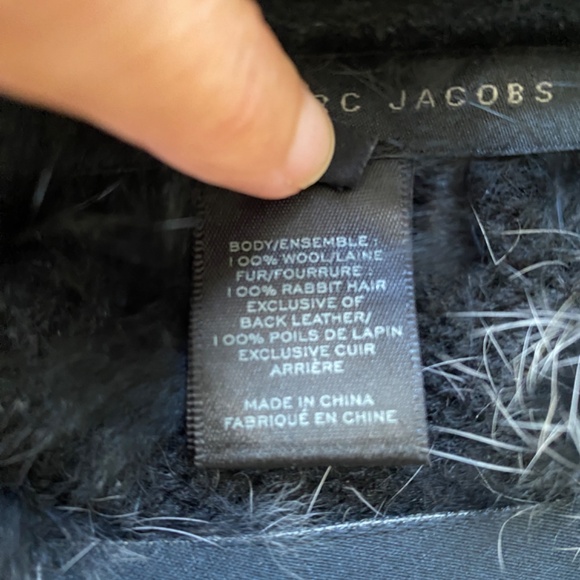 RC JACOBS
BODY/ENSEMBLE :
100% WOOL/LAINE
FUR/FOURRURE :
100% RABBIT HAIR
EXCLUSIVE OF
BACK LEATHER/
100% POILS DE LAPIN
EXCLUSIVE CUIR
ARRIÈRE
MADE IN CHINA
FABRIQUÉ EN CHINE